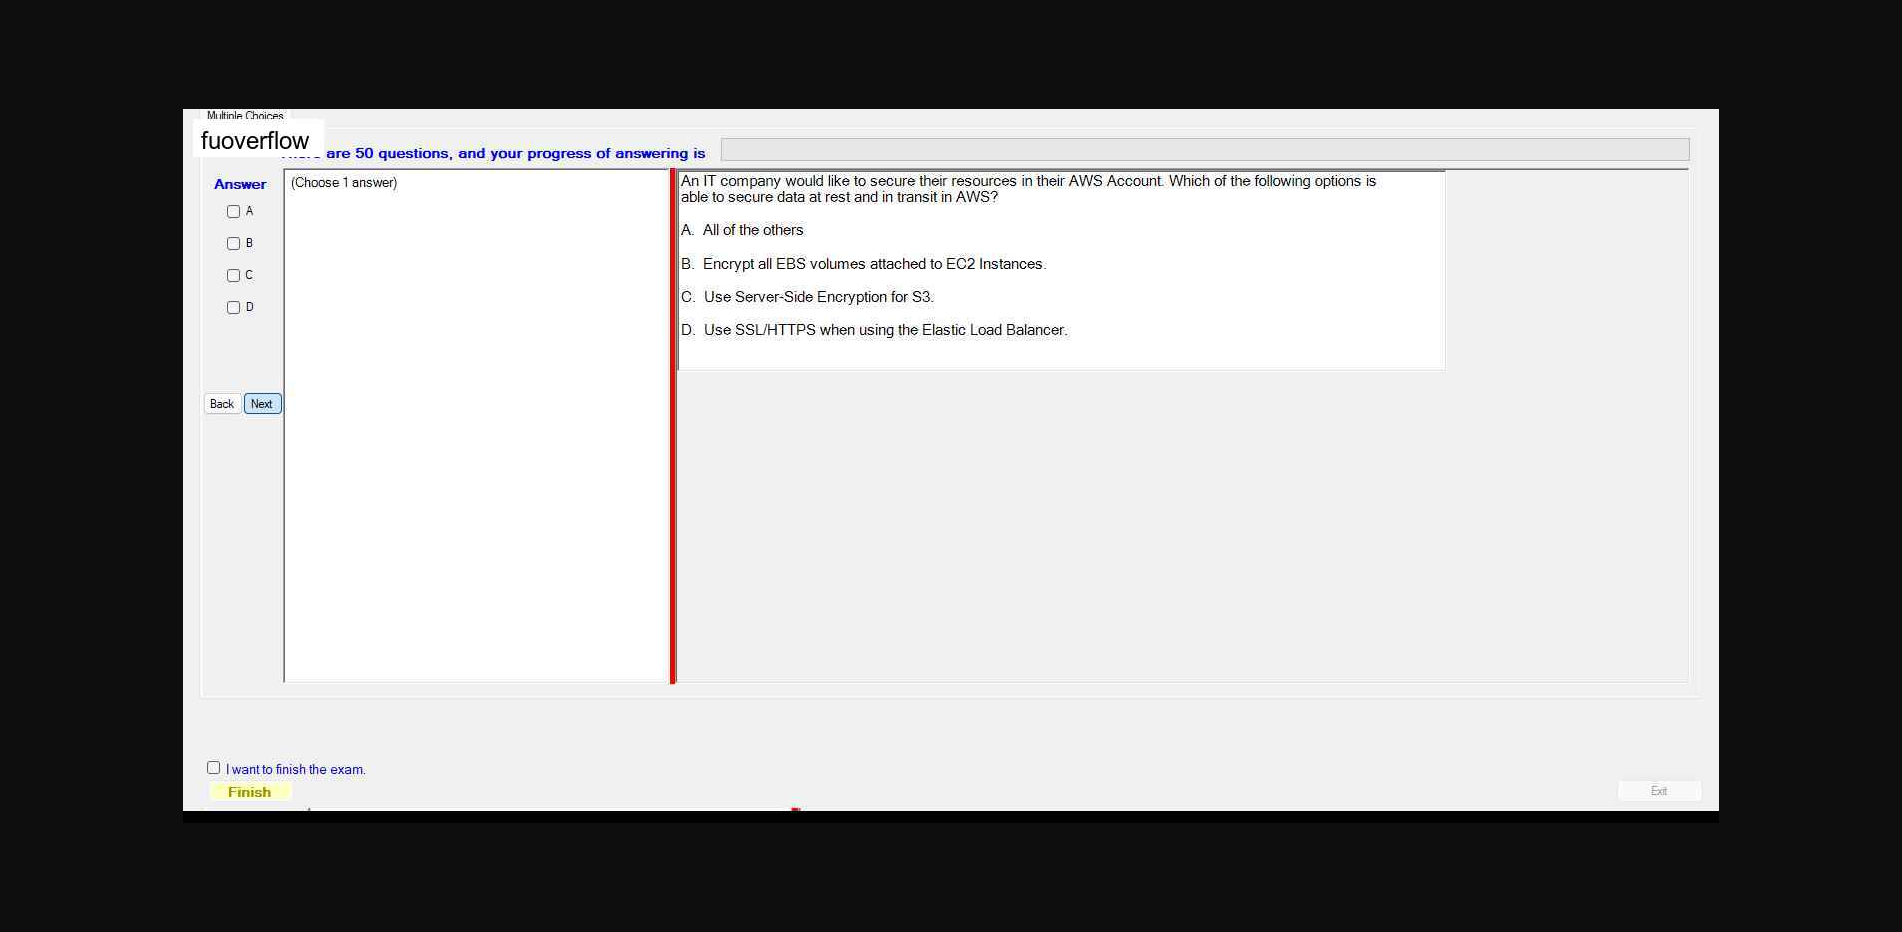 Multiple Choices
fuoverflow
are 50 questions, and your progress of answering is
Answer
(Choose 1 answer)
A
B
C
D
Back Next
An IT company would like to secure their resources in their AWS Account. Which of the following options is
able to secure data at rest and in transit in AWS?
A. All of the others
B. Encrypt all EBS volumes attached to EC2 Instances.
C. Use Server-Side Encryption for S3.
D. Use SSL/HTTPS when using the Elastic Load Balancer.
I want to finish the exam.
Finish
Exit